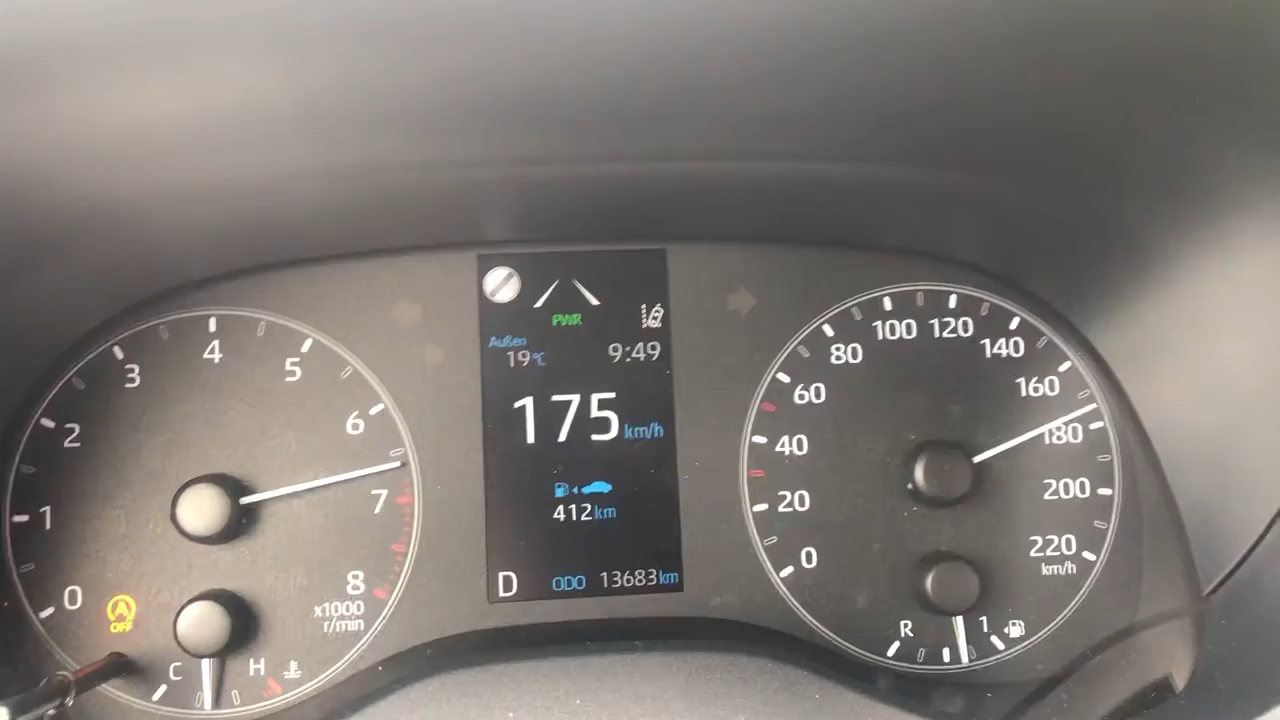 0
1
2
3
4
5
6
7
8
x1000
r/min
A
OFF
C
H
PWR
Außen
19°C
9:49
175 km/h
412 km
D ODO 13683 km
0
20
40
60
80
100
120
140
160
180
200
220
km/h
R
1